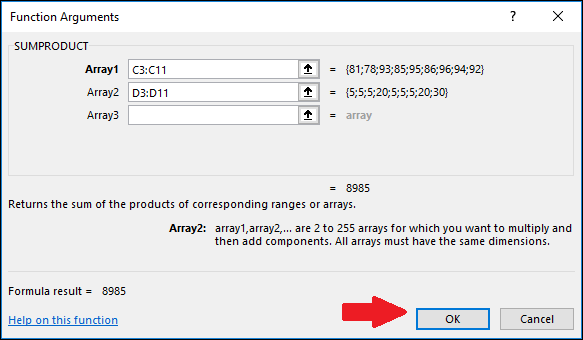 Function Arguments ? ×
SUMPRODUCT
Array1 C3:C11 = {81;78;93;85;95;86;96;94;92}
Array2 D3:D11 = {5;5;5;20;5;5;5;20;30}
Array3 = array
= 8985
Returns the sum of the products of corresponding ranges or arrays.
Array2: array1,array2,... are 2 to 255 arrays for which you want to multiply and
then add components. All arrays must have the same dimensions.
Formula result = 8985
Help on this function OK Cancel